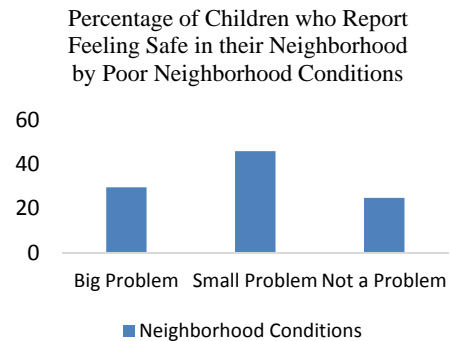 Percentage of Children who Report
Feeling Safe in their Neighborhood
by Poor Neighborhood Conditions
60
40
20
0
Big Problem Small Problem Not a Problem
Neighborhood Conditions